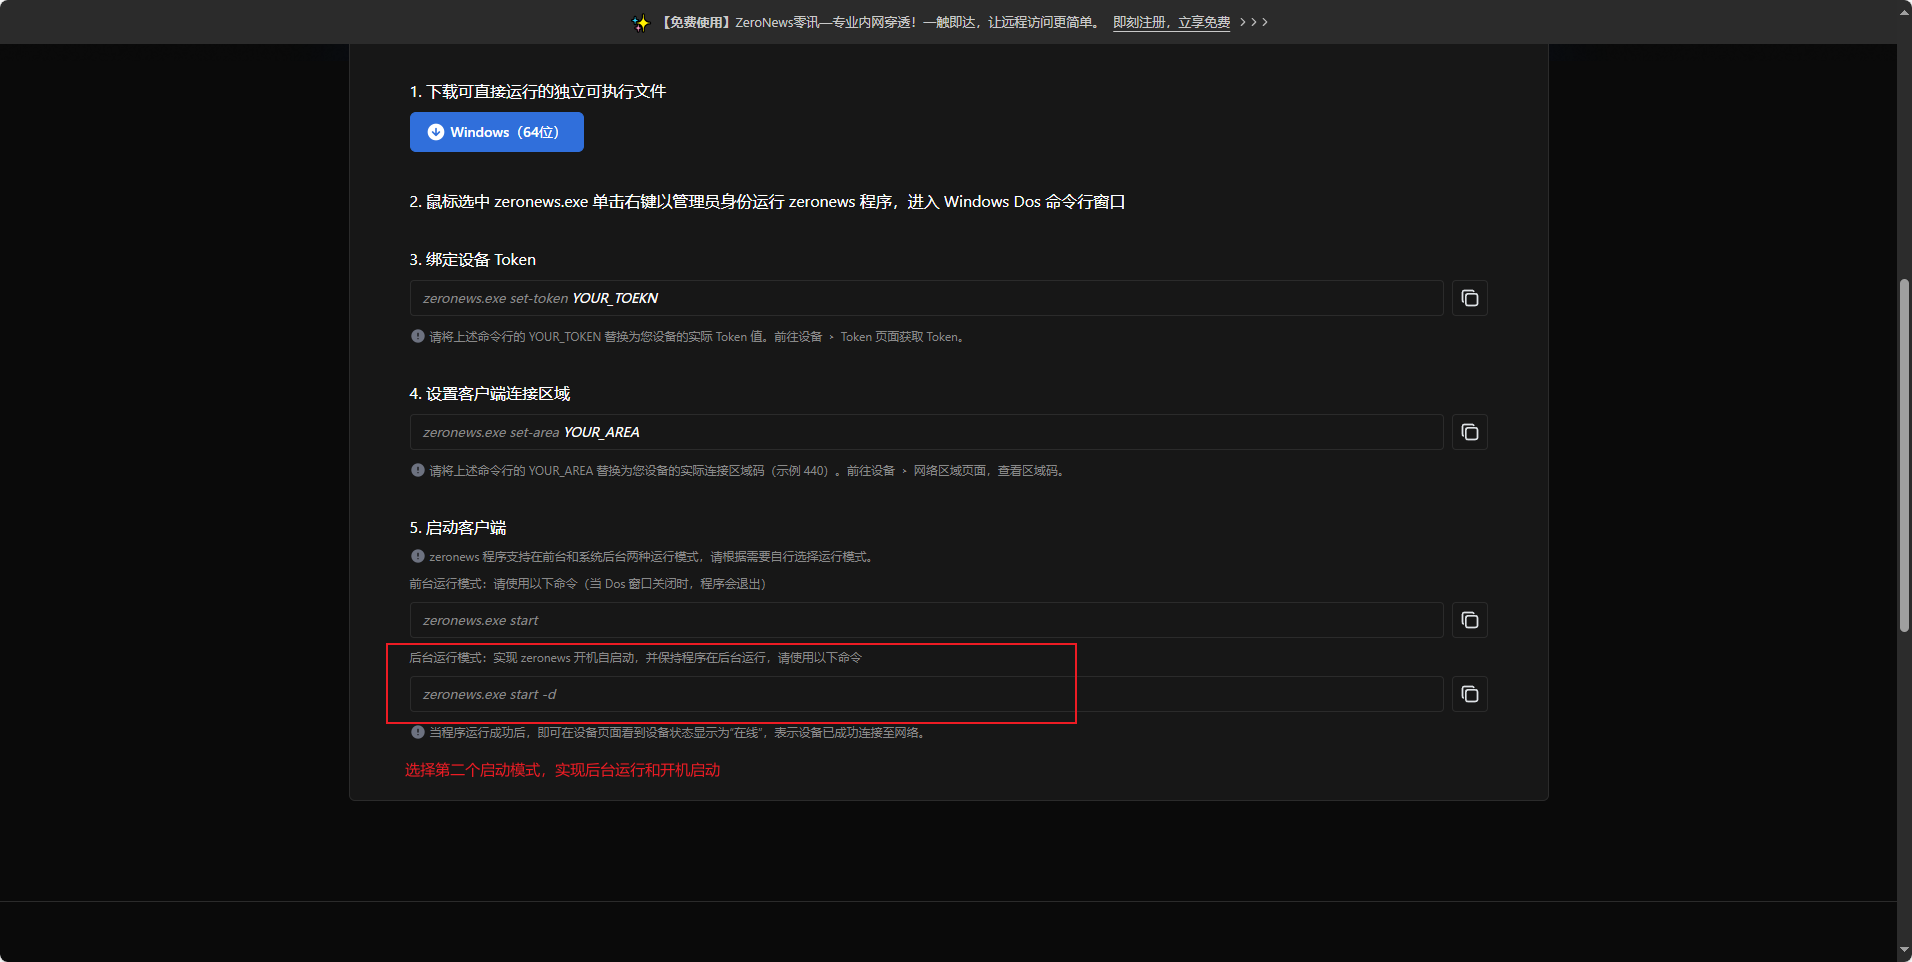 【免费使用】ZeroNews零讯—专业内网穿透！一触即达，让远程访问更简单。 即刻注册，立享免费 >>>
1. 下载可直接运行的独立可执行文件
Windows（64位）
2. 鼠标选中 zeronews.exe 单击右键以管理员身份运行 zeronews 程序，进入 Windows Dos 命令行窗口
3. 绑定设备 Token
zeronews.exe set-token YOUR_TOEKN
请将上述命令行的 YOUR_TOKEN 替换为您设备的实际 Token 值。前往设备 › Token 页面获取 Token。
4. 设置客户端连接区域
zeronews.exe set-area YOUR_AREA
请将上述命令行的 YOUR_AREA 替换为您设备的实际连接区域码（示例 440）。前往设备 › 网络区域页面，查看区域码。
5. 启动客户端
zeronews 程序支持在前台和系统后台两种运行模式，请根据需要自行选择运行模式。
前台运行模式：请使用以下命令（当 Dos 窗口关闭时，程序会退出）
zeronews.exe start
后台运行模式：实现 zeronews 开机自启动，并保持程序在后台运行，请使用以下命令
zeronews.exe start -d
当程序运行成功后，即可在设备页面看到设备状态显示为“在线”，表示设备已成功连接至网络。
选择第二个启动模式，实现后台运行和开机启动